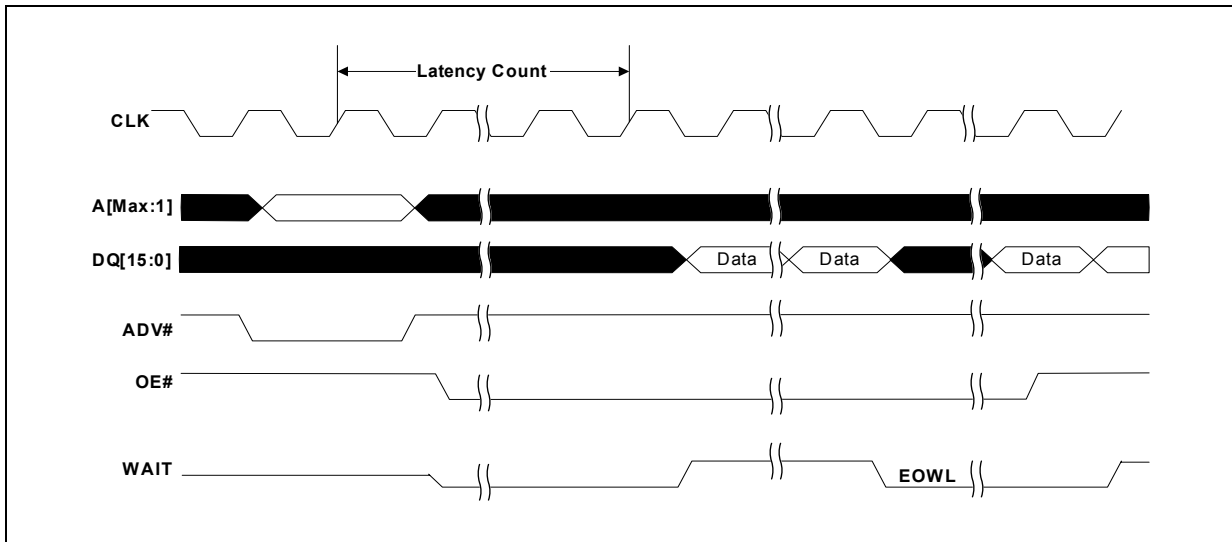 Latency Count
CLK
A[Max:1]
DQ[15:0]
Data Data Data
ADV#
OE#
WAIT
EOWL